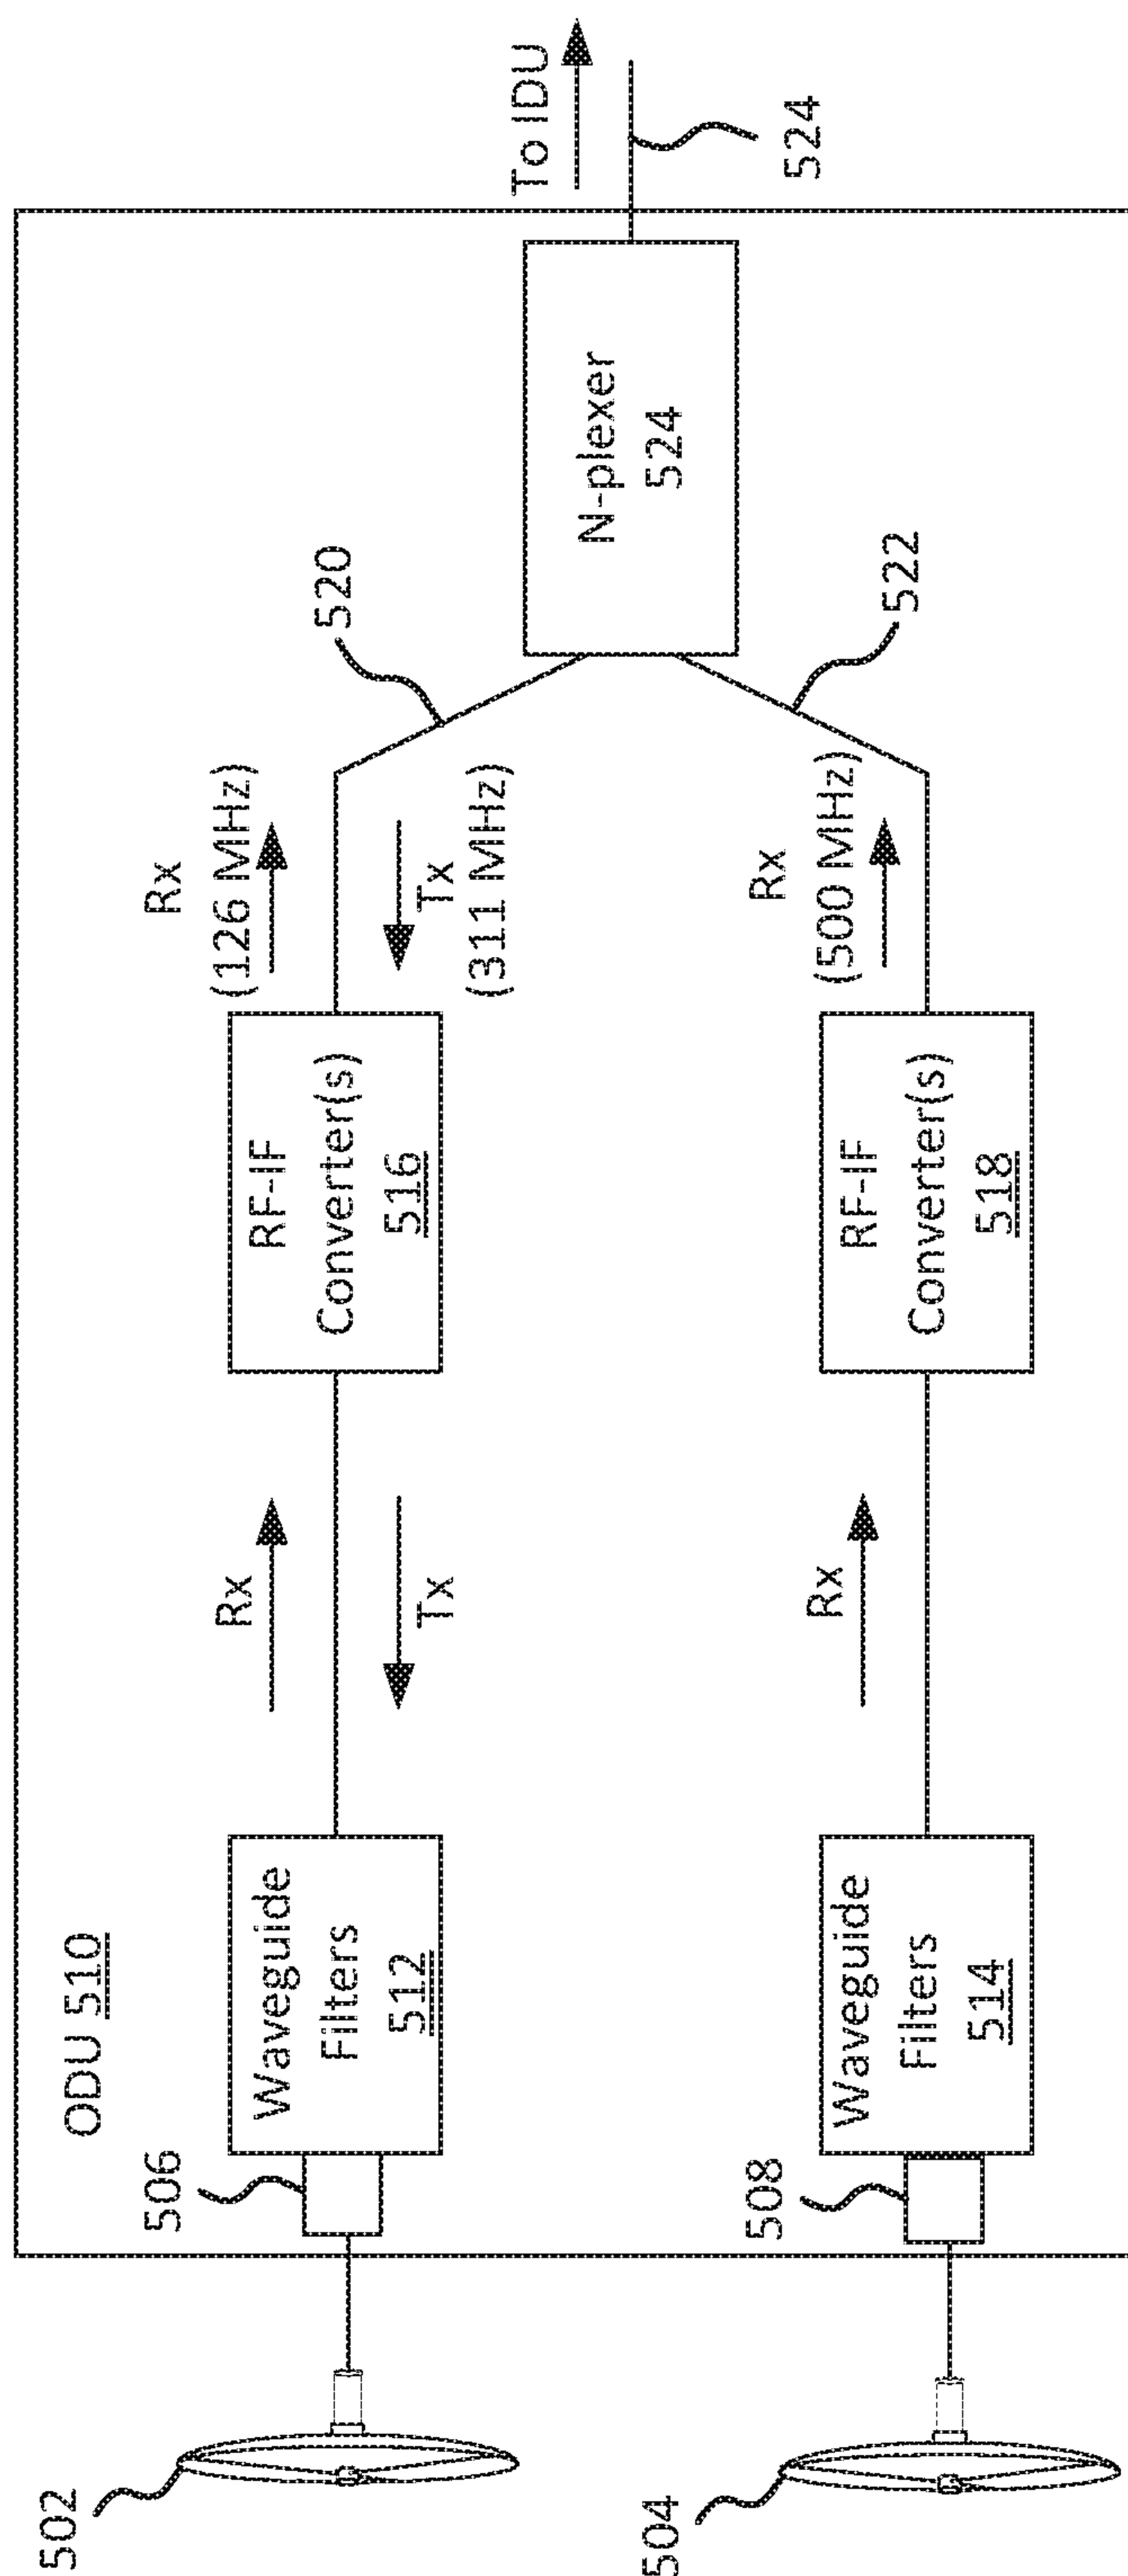 ODU 510
502
506
Waveguide
Filters
512
Rx
Tx
RF-IF
Converter(s)
516
Rx
(126 MHz)
Tx
(311 MHz)
520
N-plexer
524
To IDU
524
504
508
Waveguide
Filters
514
Rx
RF-IF
Converter(s)
518
Rx
(500 MHz)
522